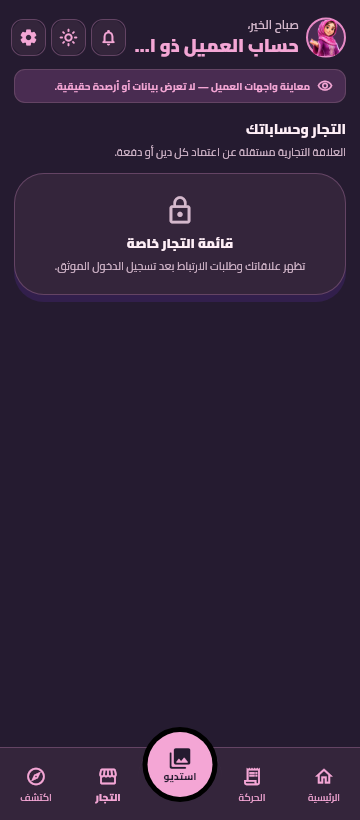 صباح الخير،
حساب العميل ذو ا...
معاينة واجهات العميل — لا تعرض بيانات أو أرصدة حقيقية.
التجار وحساباتك
العلاقة التجارية مستقلة عن اعتماد كل دين أو دفعة.
قائمة التجار خاصة
تظهر علاقاتك وطلبات الارتباط بعد تسجيل الدخول الموثق.
الرئيسية
الحركة
استديو
التجار
اكتشف